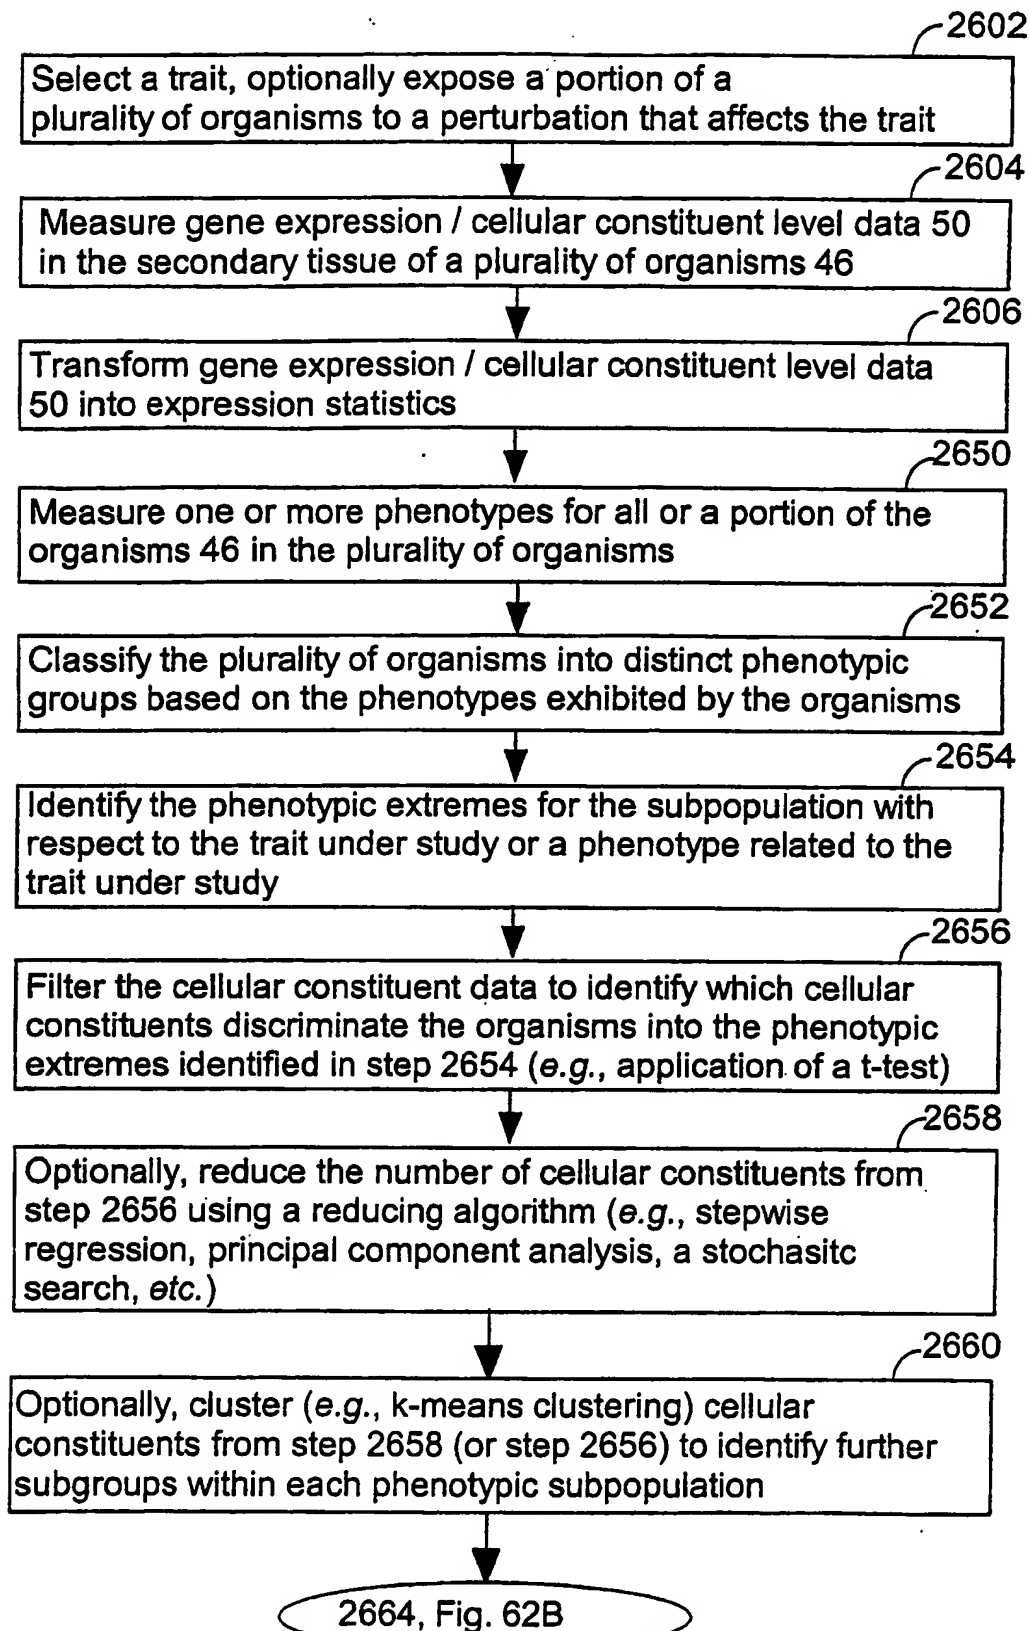 2602
Select a trait, optionally expose a portion of a
plurality of organisms to a perturbation that affects the trait
2604
Measure gene expression / cellular constituent level data 50
in the secondary tissue of a plurality of organisms 46
2606
Transform gene expression / cellular constituent level data
50 into expression statistics
2650
Measure one or more phenotypes for all or a portion of the
organisms 46 in the plurality of organisms
2652
Classify the plurality of organisms into distinct phenotypic
groups based on the phenotypes exhibited by the organisms
2654
Identify the phenotypic extremes for the subpopulation with
respect to the trait under study or a phenotype related to the
trait under study
2656
Filter the cellular constituent data to identify which cellular
constituents discriminate the organisms into the phenotypic
extremes identified in step 2654 (e.g., application of a t-test)
2658
Optionally, reduce the number of cellular constituents from
step 2656 using a reducing algorithm (e.g., stepwise
regression, principal component analysis, a stochasitc
search, etc.)
2660
Optionally, cluster (e.g., k-means clustering) cellular
constituents from step 2658 (or step 2656) to identify further
subgroups within each phenotypic subpopulation
2664, Fig. 62B